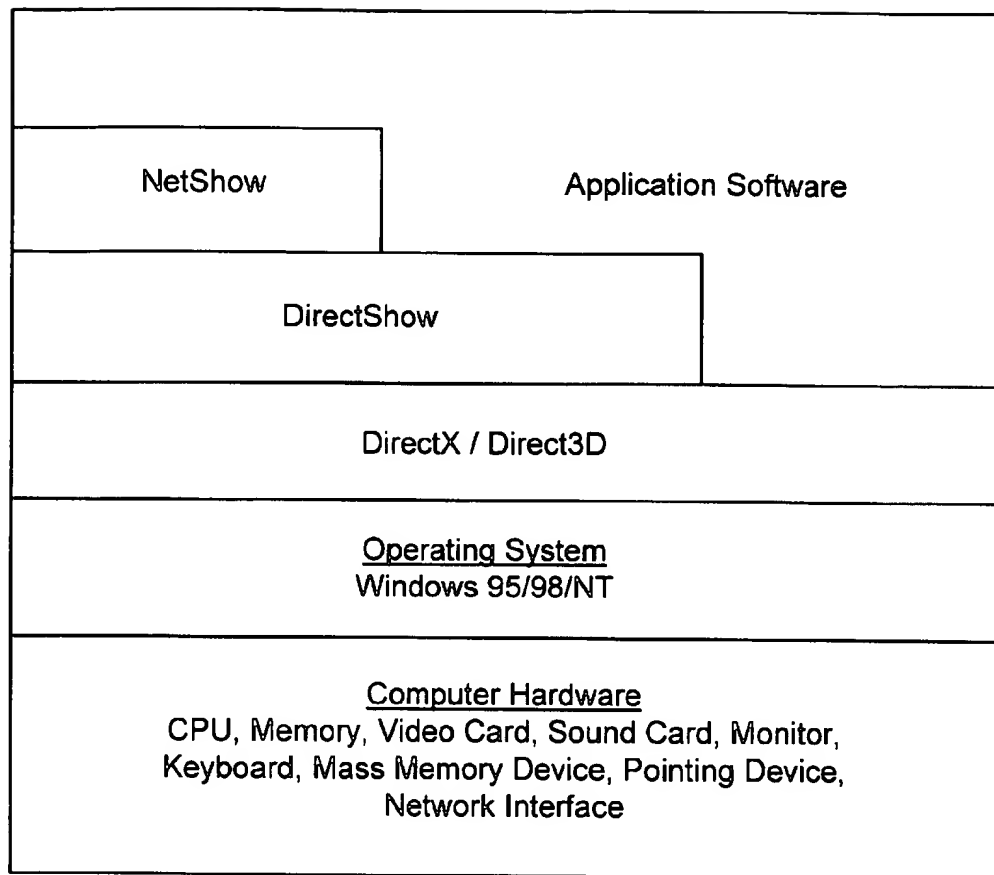 NetShow
Application Software
DirectShow
DirectX / Direct3D
Operating System
Windows 95/98/NT
Computer Hardware
CPU, Memory, Video Card, Sound Card, Monitor,
Keyboard, Mass Memory Device, Pointing Device,
Network Interface